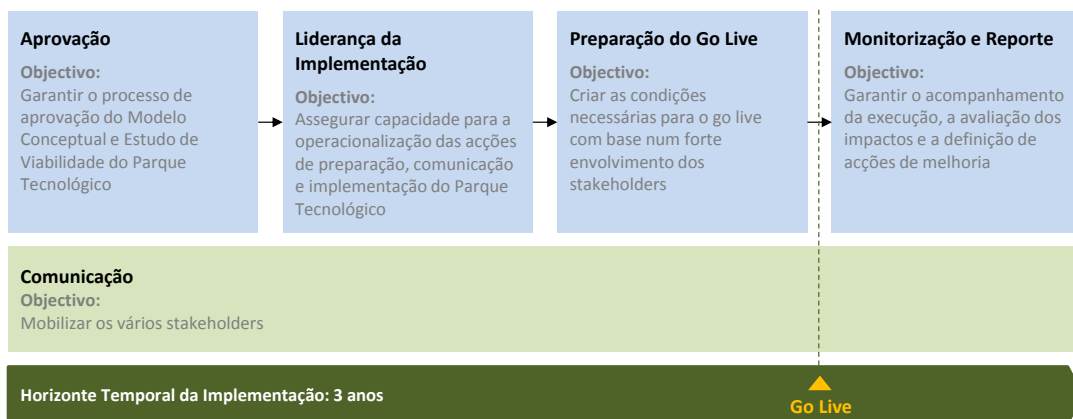 Aprovação
Objectivo:
Garantir o processo de
aprovação do Modelo
Conceptual e Estudo de
Viabilidade do Parque
Tecnológico
Liderança da
Implementação
Objectivo:
Assegurar capacidade para a
operacionalização das acções
de preparação, comunicação
e implementação do Parque
Tecnológico
Preparação do Go Live
Objectivo:
Criar as condições
necessárias para o go live
com base num forte
envolvimento dos
stakeholders
Monitorização e Reporte
Objectivo:
Garantir o acompanhamento
da execução, a avaliação dos
impactos e a definição de
acções de melhoria
Comunicação
Objectivo:
Mobilizar os vários stakeholders
Horizonte Temporal da Implementação: 3 anos
Go Live